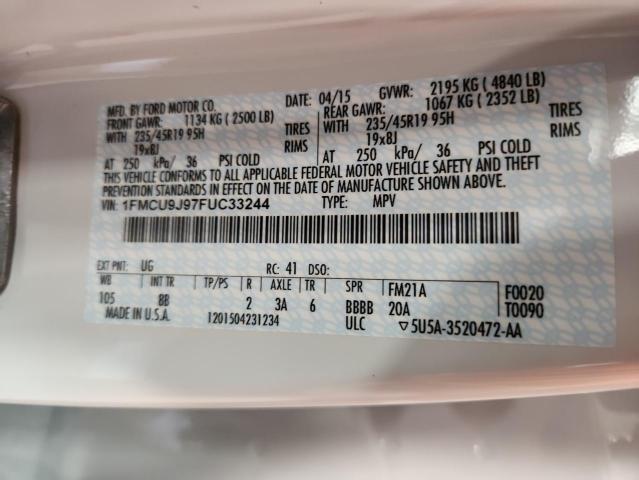 MFD. BY FORD MOTOR CO. DATE: 04/15 GVWR: 2195 KG ( 4840 LB)
FRONT GAWR: 1134 KG ( 2500 LB) REAR GAWR: 1067 KG ( 2352 LB)
WITH 235/45R19 95H TIRES WITH 235/45R19 95H TIRES
19x8J RIMS 19x8J RIMS
AT 250 kPa/ 36 PSI COLD AT 250 kPa/ 36 PSI COLD
THIS VEHICLE CONFORMS TO ALL APPLICABLE FEDERAL MOTOR VEHICLE SAFETY AND THEFT
PREVENTION STANDARDS IN EFFECT ON THE DATE OF MANUFACTURE SHOWN ABOVE.
VIN: 1FMCU9J97FUC33244 TYPE: MPV
EXT PNT: UG RC: 41 DSO:
WB INT TR TP/PS R AXLE TR SPR FM21A F0020
105 8B 2 3A 6 BBBB 20A T0090
MADE IN U.S.A. 1201504231234 ULC ▽5U5A-3520472-AA